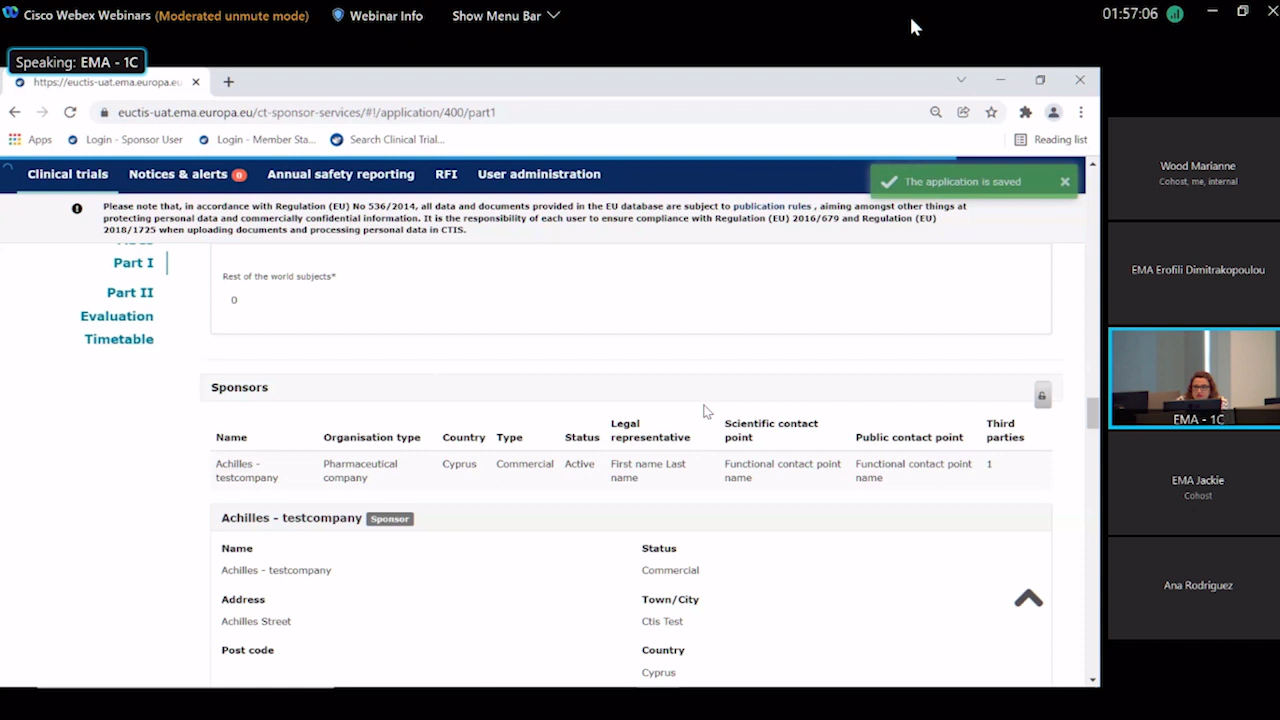 Cisco Webex Webinars (Moderated unmute mode)
Webinar Info
Show Menu Bar
01:57:06
Speaking: EMA - 1C
https://euctis-uat.ema.europa.eu
euctis-uat.ema.europa.eu/ct-sponsor-services/#!/application/400/part1
Apps
Login - Sponsor User
Login - Member Sta...
Search Clinical Trial...
Reading list
Clinical trials
Notices & alerts 0
Annual safety reporting
RFI
User administration
The application is saved
Please note that, in accordance with Regulation (EU) No 536/2014, all data and documents provided in the EU database are subject to publication rules , aiming amongst other things at
protecting personal data and commercially confidential information. It is the responsibility of each user to ensure compliance with Regulation (EU) 2016/679 and Regulation (EU)
2018/1725 when uploading documents and processing personal data in CTIS.
Part I
Part II
Evaluation
Timetable
Rest of the world subjects*
0
Sponsors
Name
Organisation type
Country
Type
Status
Legal
representative
Scientific contact
point
Public contact point
Third
parties
Achilles -
testcompany
Pharmaceutical
company
Cyprus
Commercial
Active
First name Last
name
Functional contact point
name
Functional contact point
name
1
Achilles - testcompany Sponsor
Name
Achilles - testcompany
Status
Commercial
Address
Achilles Street
Town/City
Ctis Test
Post code
Country
Cyprus
Wood Marianne
Cohost, me, internal
EMA Erofili Dimitrakopoulou
EMA - 1C
EMA Jackie
Cohost
Ana Rodriguez